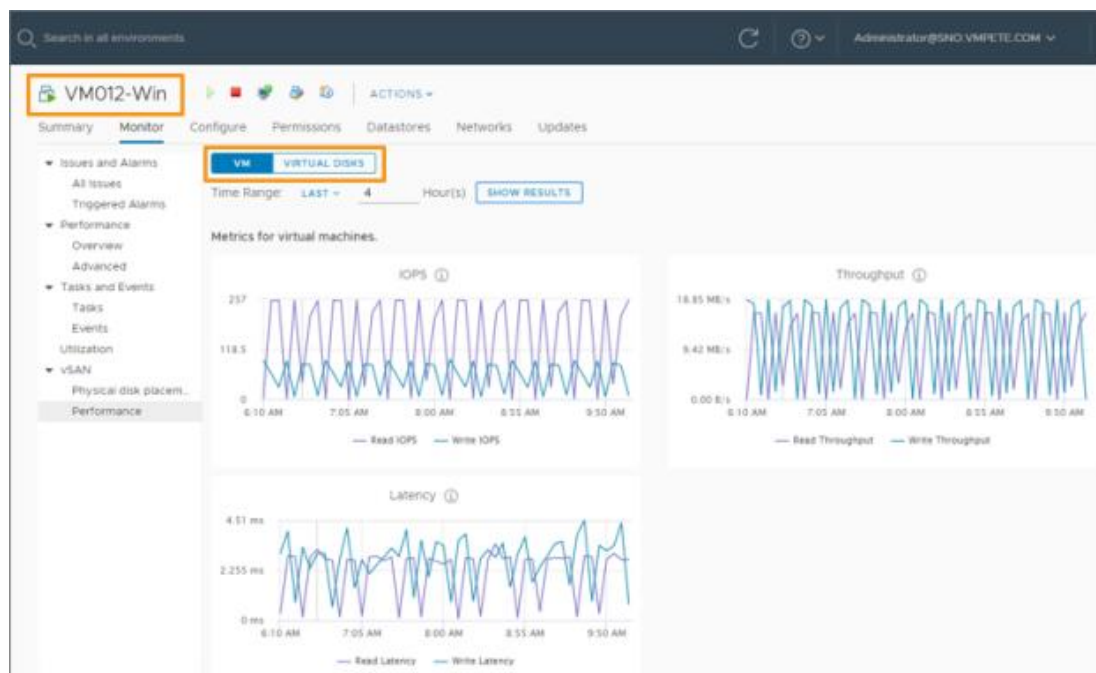 Search in all environments
Administrator@SNO.VMPETE.COM
VM012-Win
ACTIONS
Summary Monitor Configure Permissions Datastores Networks Updates
Issues and Alarms
All Issues
Triggered Alarms
Performance
Overview
Advanced
Tasks and Events
Tasks
Events
Utilization
vSAN
Physical disk placem...
Performance
VM VIRTUAL DISKS
Time Range: LAST 4 Hour(s) SHOW RESULTS
Metrics for virtual machines.
IOPS
237
118.5
0
6:10 AM 7:05 AM 8:00 AM 8:55 AM 9:50 AM
Read IOPS Write IOPS
Throughput
18.85 MB/s
9.42 MB/s
0.00 B/s
6:10 AM 7:05 AM 8:00 AM 8:55 AM 9:50 AM
Read Throughput Write Throughput
Latency
4.51 ms
2.255 ms
0 ms
6:10 AM 7:05 AM 8:00 AM 8:55 AM 9:50 AM
Read Latency Write Latency